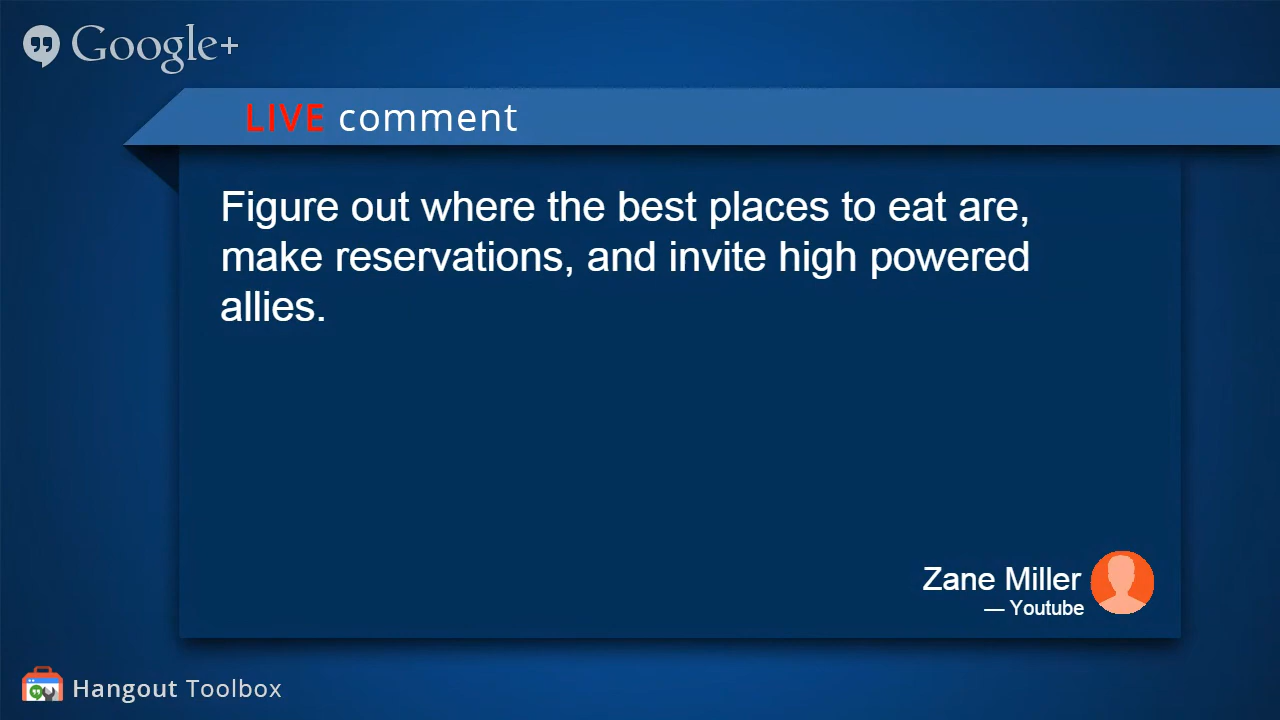 Google+
LIVE comment
Figure out where the best places to eat are,
make reservations, and invite high powered
allies.
Zane Miller
— Youtube
Hangout Toolbox